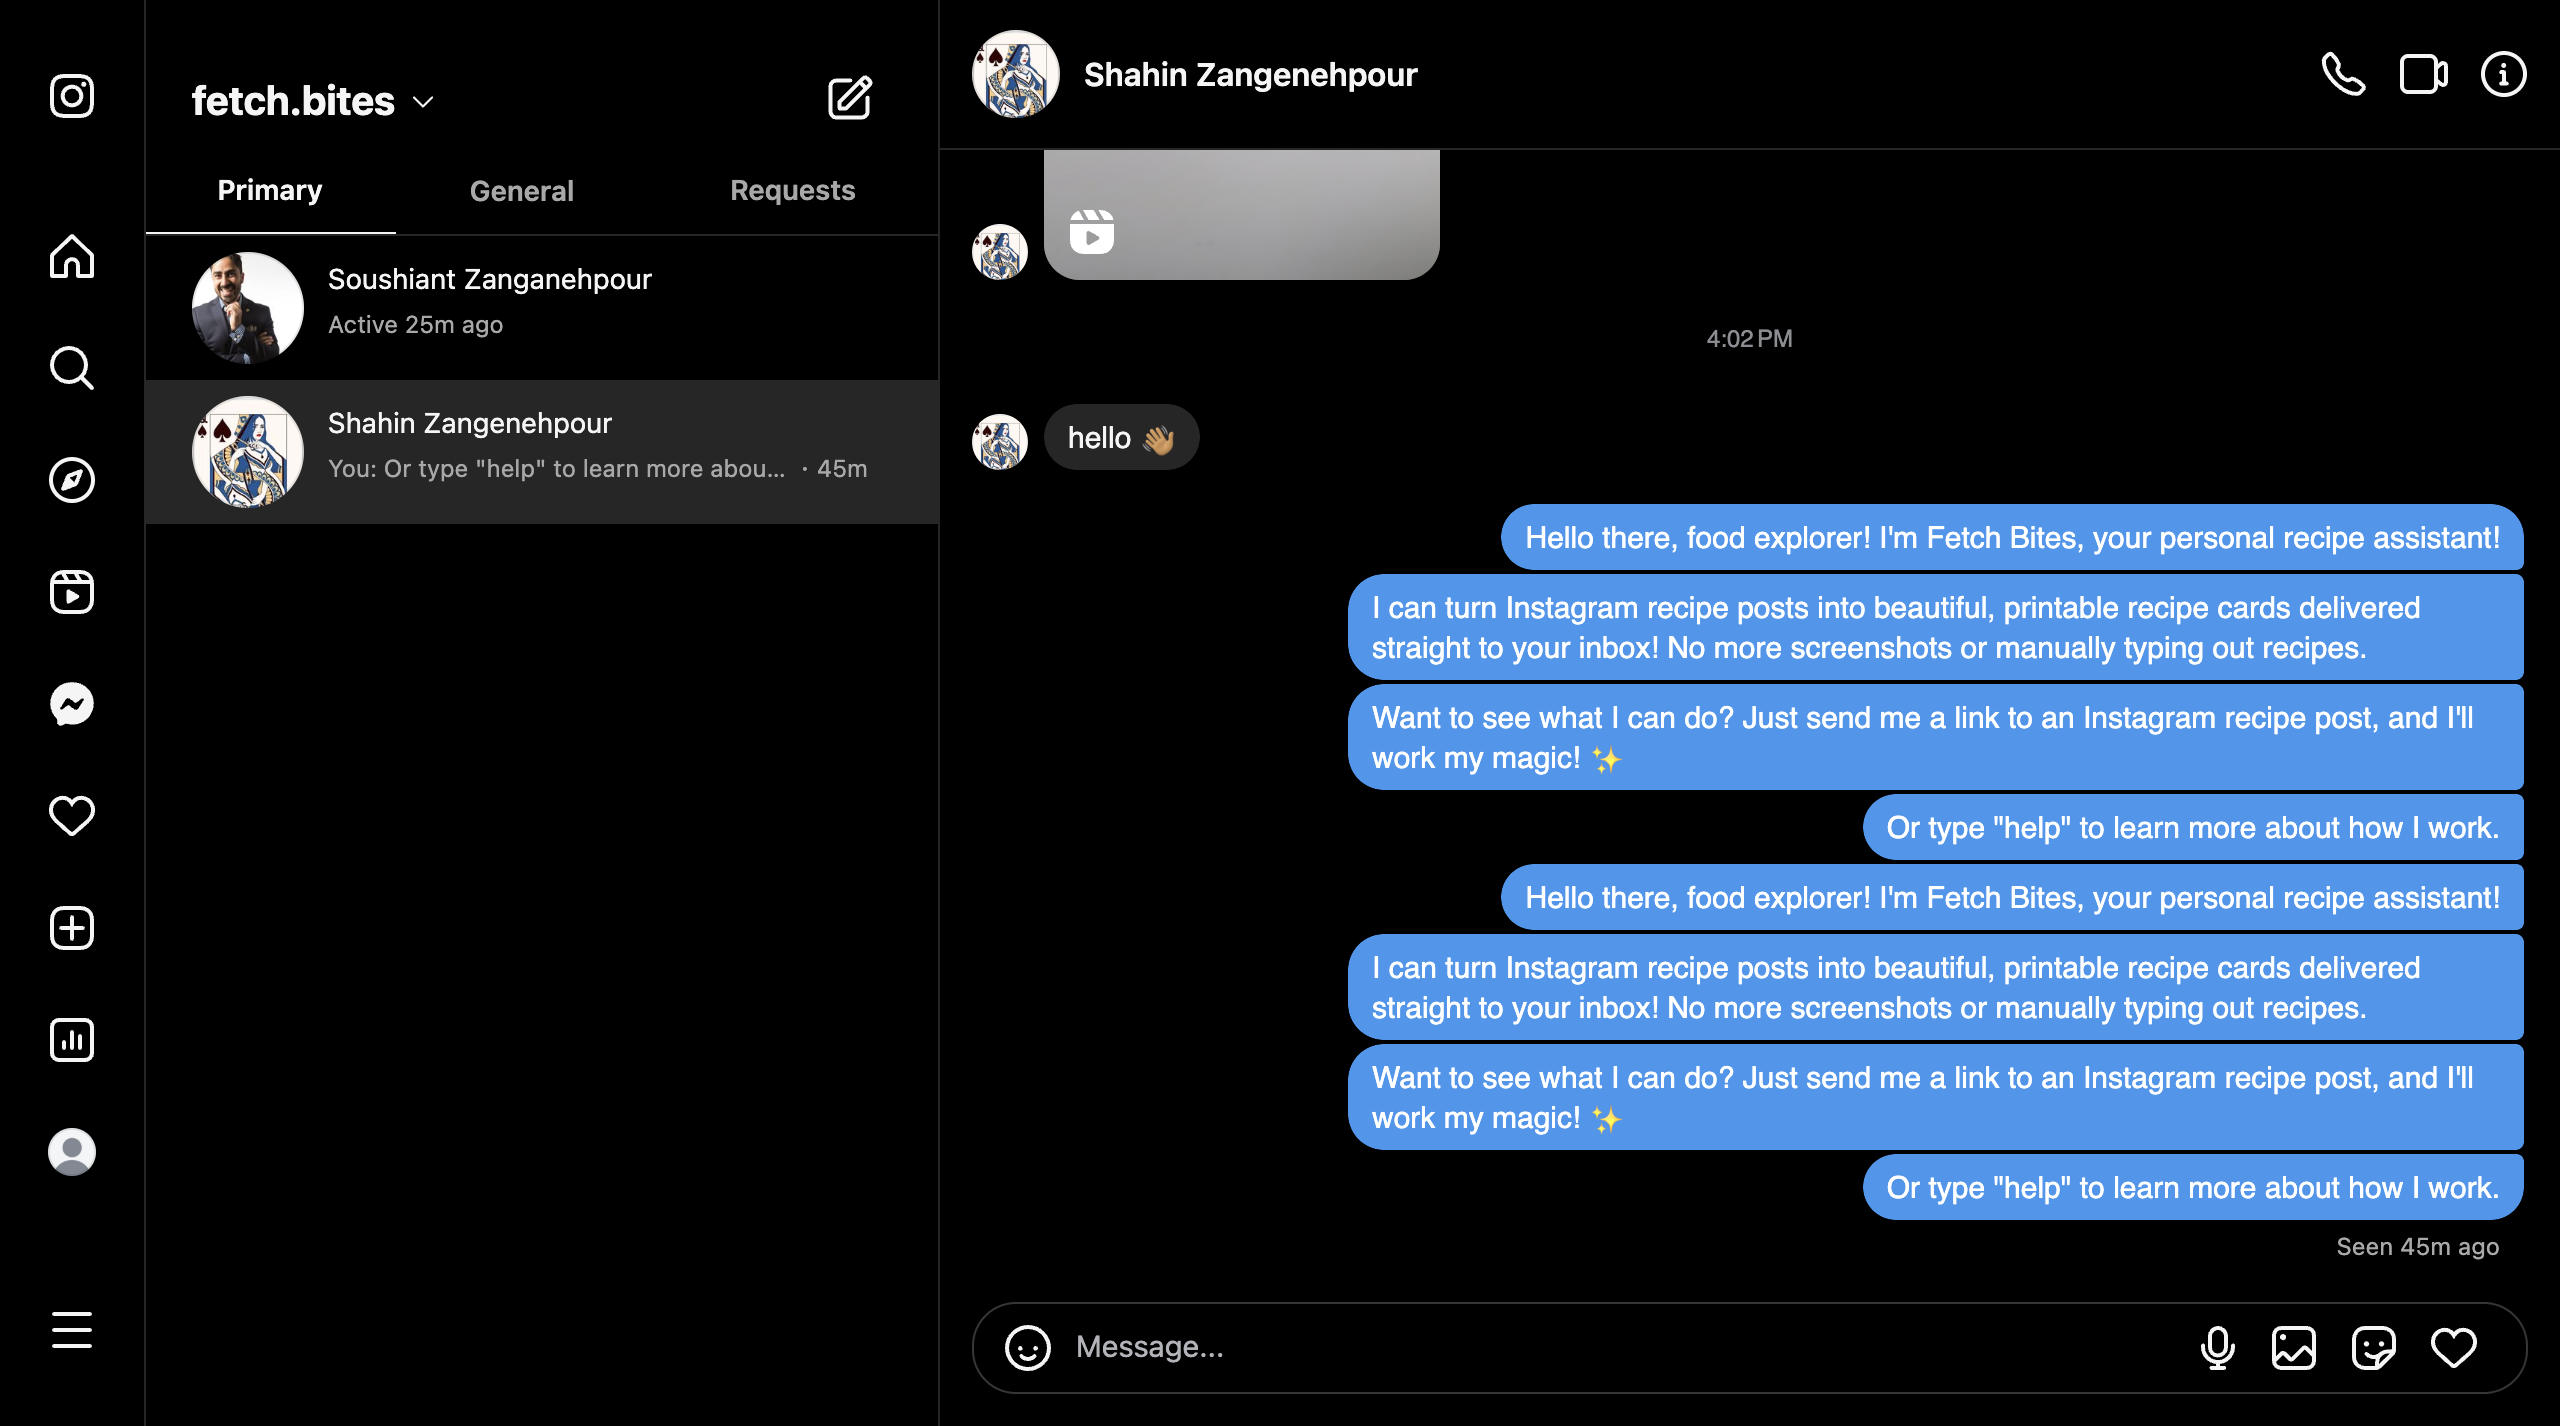 fetch.bites
Primary
General
Requests
Soushiant Zanganehpour
Active 25m ago
Shahin Zangenehpour
You: Or type "help" to learn more abou... · 45m
Shahin Zangenehpour
4:02 PM
hello 👋🏽
Hello there, food explorer! I'm Fetch Bites, your personal recipe assistant!
I can turn Instagram recipe posts into beautiful, printable recipe cards delivered
straight to your inbox! No more screenshots or manually typing out recipes.
Want to see what I can do? Just send me a link to an Instagram recipe post, and I'll
work my magic! ✨
Or type "help" to learn more about how I work.
Hello there, food explorer! I'm Fetch Bites, your personal recipe assistant!
I can turn Instagram recipe posts into beautiful, printable recipe cards delivered
straight to your inbox! No more screenshots or manually typing out recipes.
Want to see what I can do? Just send me a link to an Instagram recipe post, and I'll
work my magic! ✨
Or type "help" to learn more about how I work.
Seen 45m ago
Message...